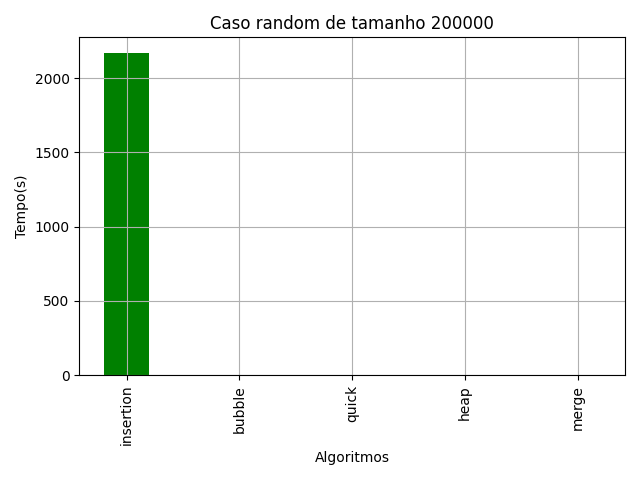 Caso random de tamanho 200000
Tempo(s)
2000
1500
1000
500
0
insertion
bubble
quick
heap
merge
Algoritmos